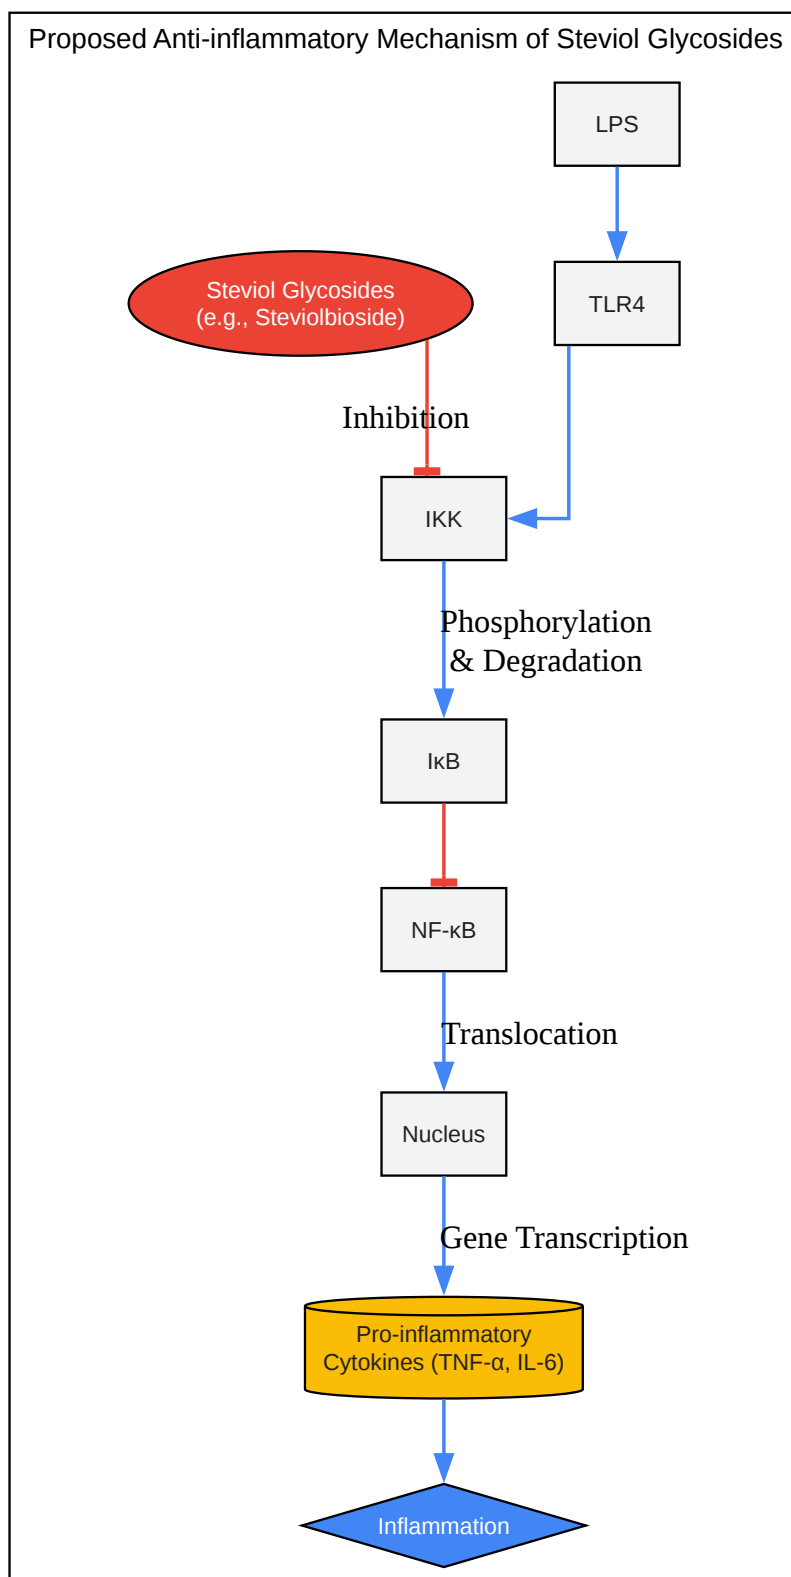 Proposed Anti-inflammatory Mechanism of Steviol Glycosides
LPS
Steviol Glycosides
(e.g., Steviolbioside)
TLR4
Inhibition
IKK
Phosphorylation
& Degradation
IκB
NF-κB
Translocation
Nucleus
Gene Transcription
Pro-inflammatory
Cytokines (TNF-α, IL-6)
Inflammation